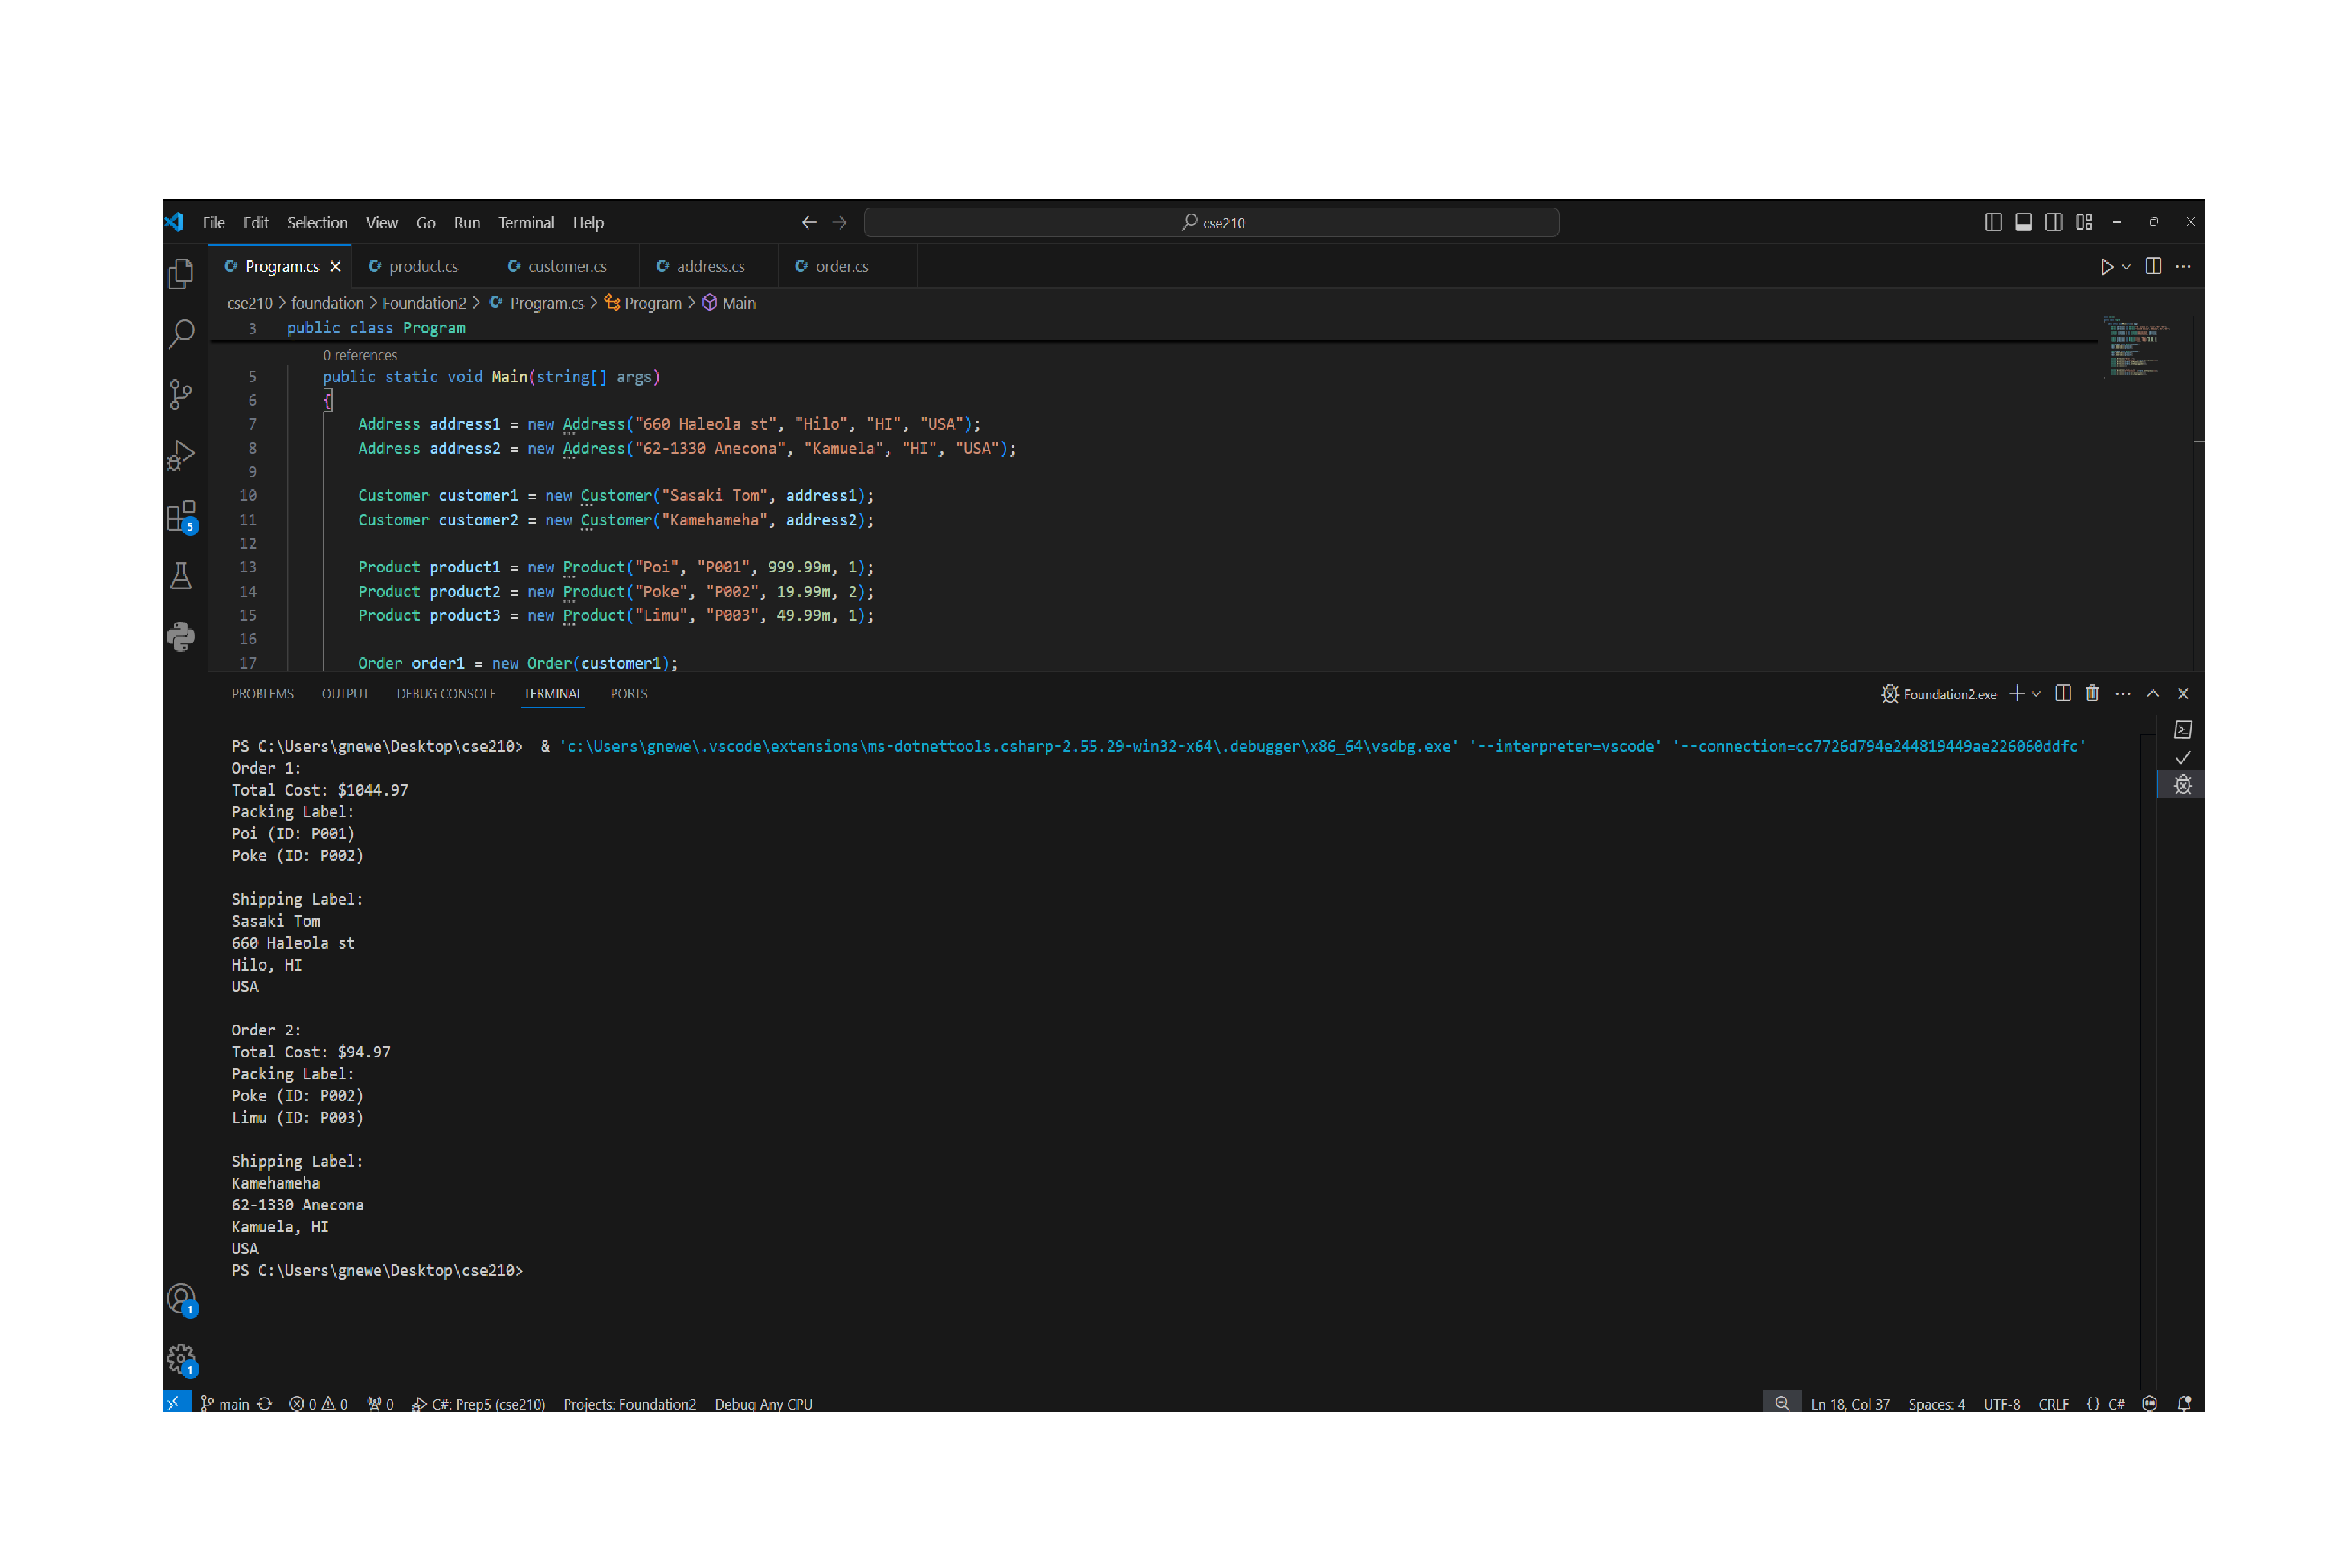 File Edit Selection View Go Run Terminal Help cse210
Program.cs product.cs customer.cs address.cs order.cs
cse210 > foundation > Foundation2 > Program.cs > Program > Main
3 public class Program
0 references
5 public static void Main(string[] args)
6 {
7 Address address1 = new Address("660 Haleola st", "Hilo", "HI", "USA");
8 Address address2 = new Address("62-1330 Anecona", "Kamuela", "HI", "USA");
9
10 Customer customer1 = new Customer("Sasaki Tom", address1);
11 Customer customer2 = new Customer("Kamehameha", address2);
12
13 Product product1 = new Product("Poi", "P001", 999.99m, 1);
14 Product product2 = new Product("Poke", "P002", 19.99m, 2);
15 Product product3 = new Product("Limu", "P003", 49.99m, 1);
16
17 Order order1 = new Order(customer1);
5
PROBLEMS OUTPUT DEBUG CONSOLE TERMINAL PORTS Foundation2.exe
PS C:\Users\gnewe\Desktop\cse210> & 'c:\Users\gnewe\.vscode\extensions\ms-dotnettools.csharp-2.55.29-win32-x64\.debugger\x86_64\vsdbg.exe' '--interpreter=vscode' '--connection=cc7726d794e244819449ae226060ddfc'
Order 1:
Total Cost: $1044.97
Packing Label:
Poi (ID: P001)
Poke (ID: P002)
Shipping Label:
Sasaki Tom
660 Haleola st
Hilo, HI
USA
Order 2:
Total Cost: $94.97
Packing Label:
Poke (ID: P002)
Limu (ID: P003)
Shipping Label:
Kamehameha
62-1330 Anecona
Kamuela, HI
USA
PS C:\Users\gnewe\Desktop\cse210>
1
1
main 0 0 0 C#: Prep5 (cse210) Projects: Foundation2 Debug Any CPU Ln 18, Col 37 Spaces: 4 UTF-8 CRLF {} C#